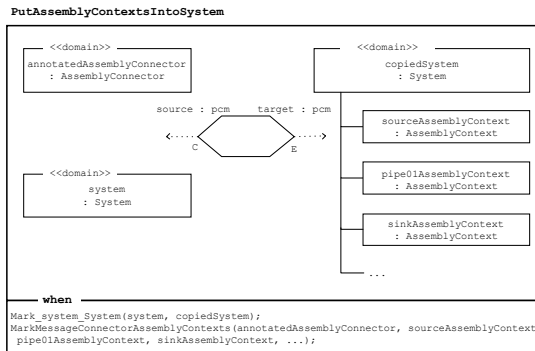 PutAssemblyContextsIntoSystem
<<domain>>
annotatedAssemblyConnector
: AssemblyConnector
<<domain>>
copiedSystem
: System
source : pcm
target : pcm
C
E
sourceAssemblyContext
: AssemblyContext
<<domain>>
system
: System
pipe01AssemblyContext
: AssemblyContext
sinkAssemblyContext
: AssemblyContext
...
when
Mark_system_System(system, copiedSystem);
MarkMessageConnectorAssemblyContexts(annotatedAssemblyConnector, sourceAssemblyContext
pipe01AssemblyContext, sinkAssemblyContext, ...);